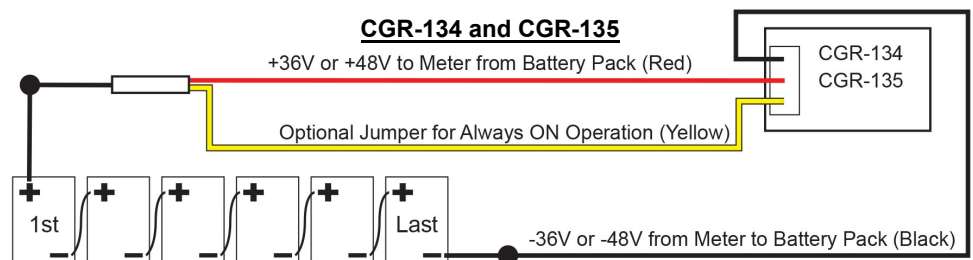 CGR-134 and CGR-135
+36V or +48V to Meter from Battery Pack (Red)
CGR-134
CGR-135
Optional Jumper for Always ON Operation (Yellow)
+ + + + + +
1st
Last
-36V or -48V from Meter to Battery Pack (Black)